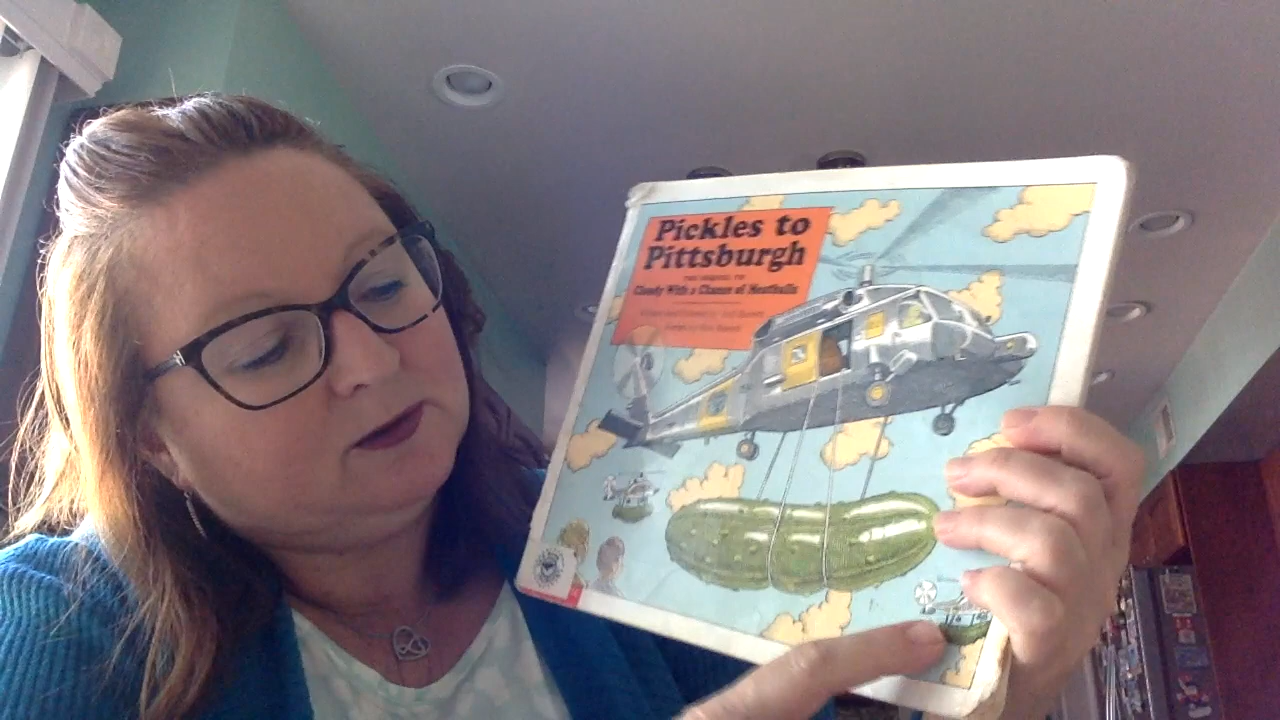 Pickles to
Pittsburgh
THE SEQUEL TO
Cloudy With a Chance of Meatballs